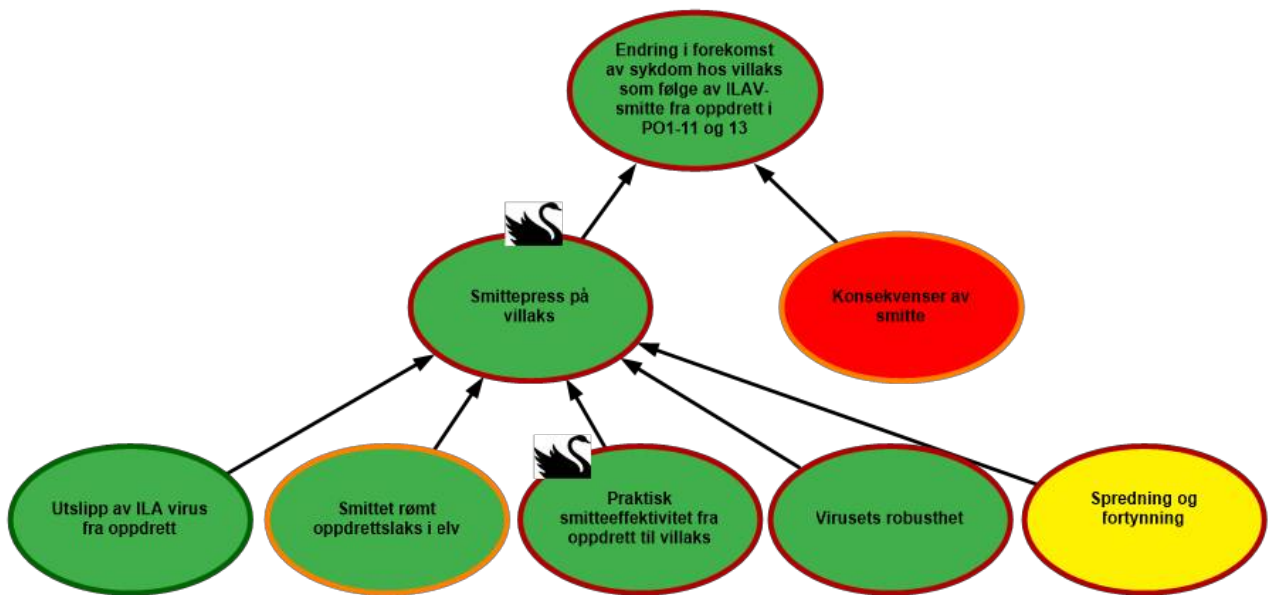 Endring i forekomst
av sykdom hos villaks
som følge av ILAV-
smitte fra oppdrett i
PO1-11 og 13
Smittepress på
villaks
Konsekvenser av
smitte
Utslipp av ILA virus
fra oppdrett
Smittet rømt
oppdrettslaks i elv
Praktisk
smitteeffektivitet fra
oppdrett til villaks
Virusets robusthet
Spredning og
fortynning